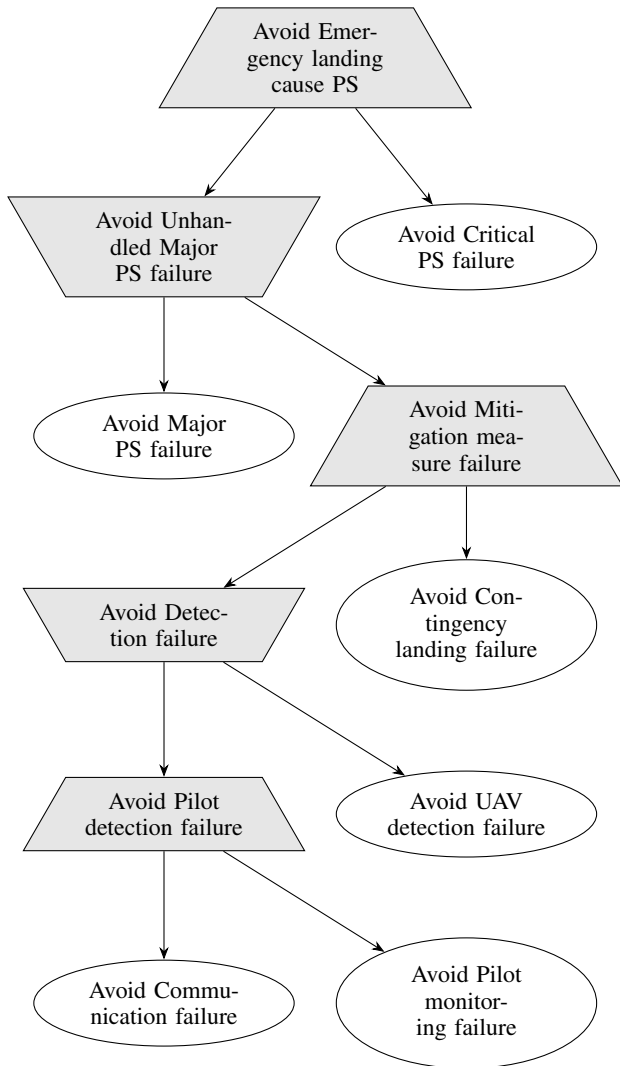 Avoid Emer-
gency landing
cause PS
Avoid Unhan-
dled Major
PS failure
Avoid Critical
PS failure
Avoid Major
PS failure
Avoid Miti-
gation mea-
sure failure
Avoid Detec-
tion failure
Avoid Con-
tingency
landing failure
Avoid Pilot
detection failure
Avoid UAV
detection failure
Avoid Commu-
nication failure
Avoid Pilot
monitor-
ing failure